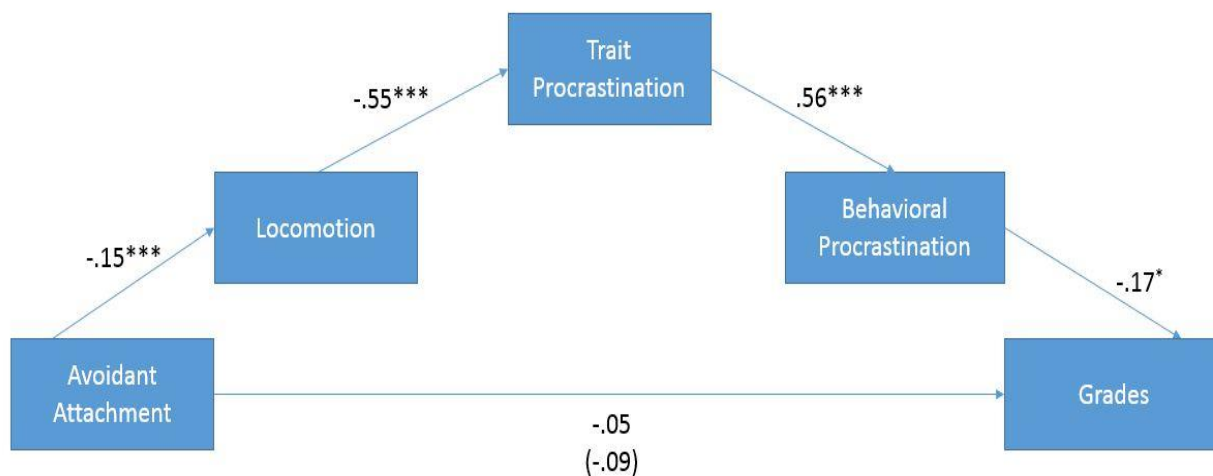 Trait
Procrastination
-.55***
.56***
Locomotion
Behavioral
Procrastination
-.15***
-.17*
Avoidant
Attachment
Grades
-.05
(-.09)